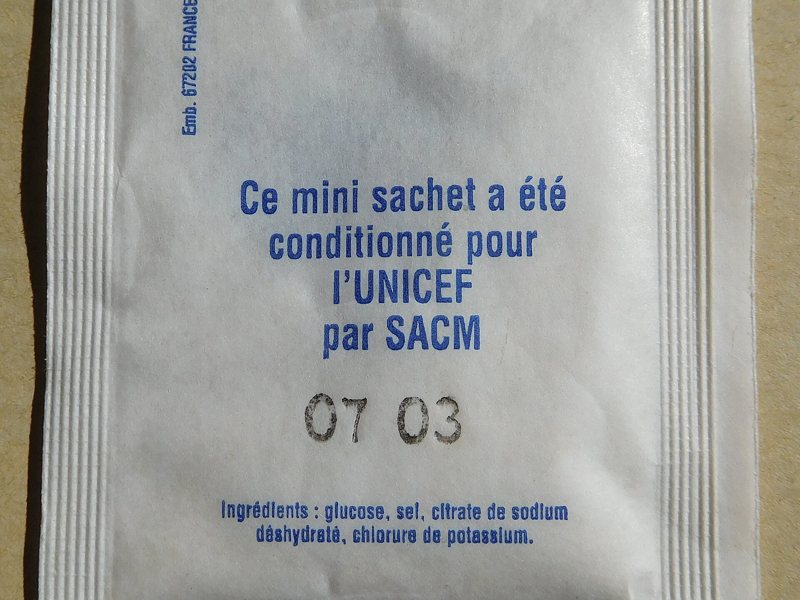 Emb. 67202 FRANCE
Ce mini sachet a été
conditionné pour
l'UNICEF
par SACM
07 03
Ingrédients : glucose, sel, citrate de sodium
déshydraté, chlorure de potassium.